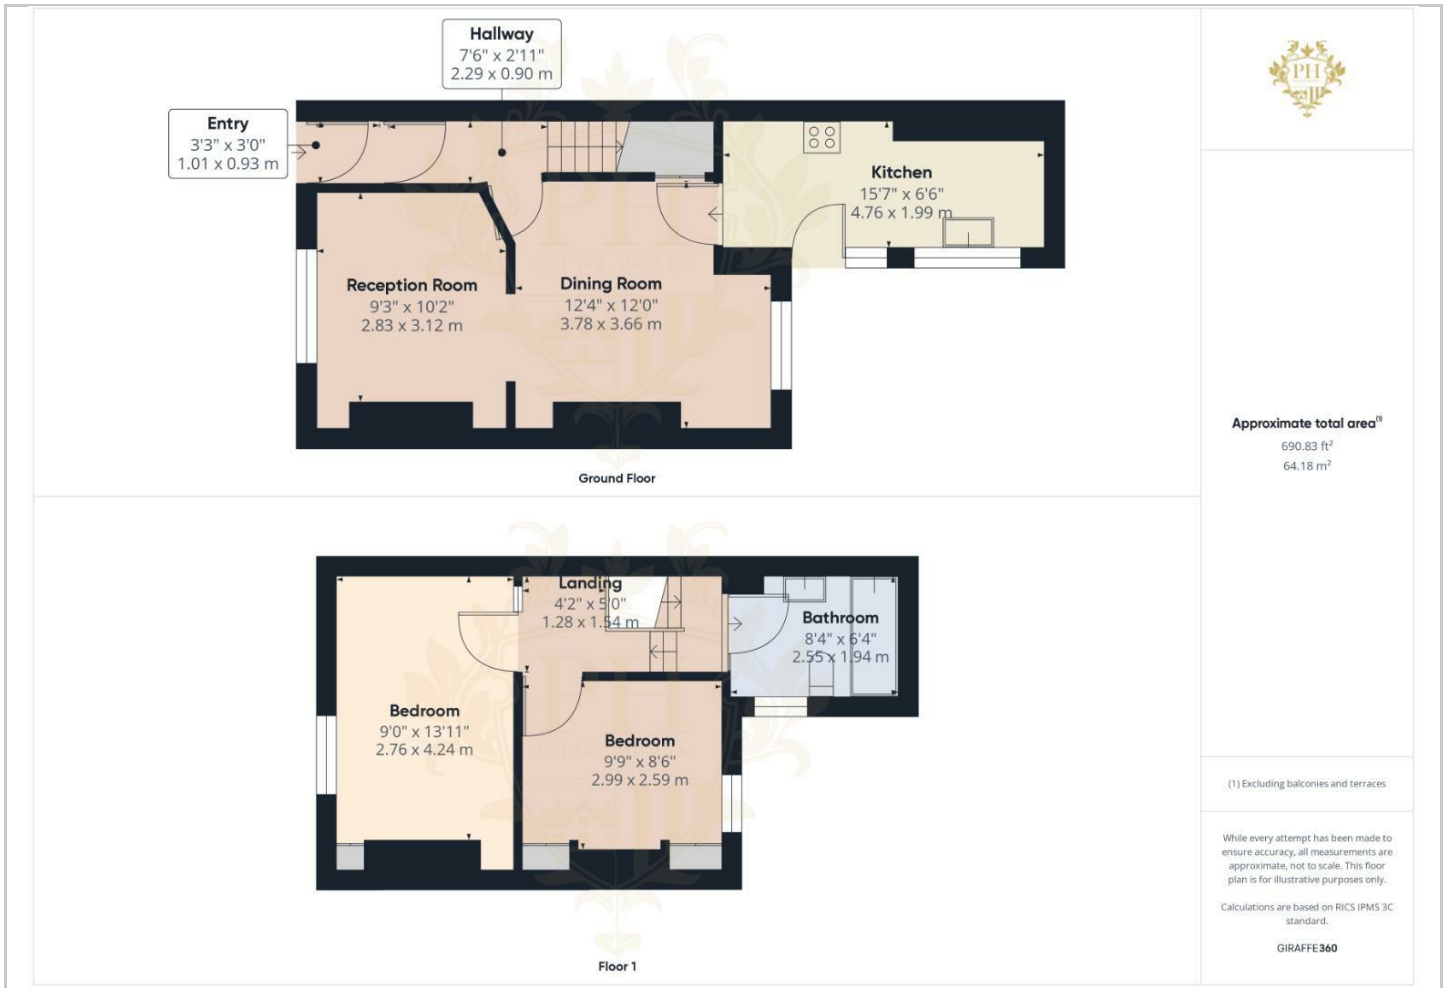 Hallway
7'6" x 2'11"
2.29 x 0.90 m
Entry
3'3" x 3'0"
1.01 x 0.93 m
Kitchen
15'7" x 6'6"
4.76 x 1.99 m
Reception Room
9'3" x 10'2"
2.83 x 3.12 m
Dining Room
12'4" x 12'0"
3.78 x 3.66 m
Ground Floor
Landing
4'2" x 5'0"
1.28 x 1.54 m
Bathroom
8'4" x 6'4"
2.55 x 1.94 m
Bedroom
9'0" x 13'11"
2.76 x 4.24 m
Bedroom
9'9" x 8'6"
2.99 x 2.59 m
Floor 1
PH
Approximate total area(1)
690.83 ft²
64.18 m²
(1) Excluding balconies and terraces
While every attempt has been made to
ensure accuracy, all measurements are
approximate, not to scale. This floor
plan is for illustrative purposes only.
Calculations are based on RICS IPMS 3C
standard.
GIRAFFE360
PH
PH